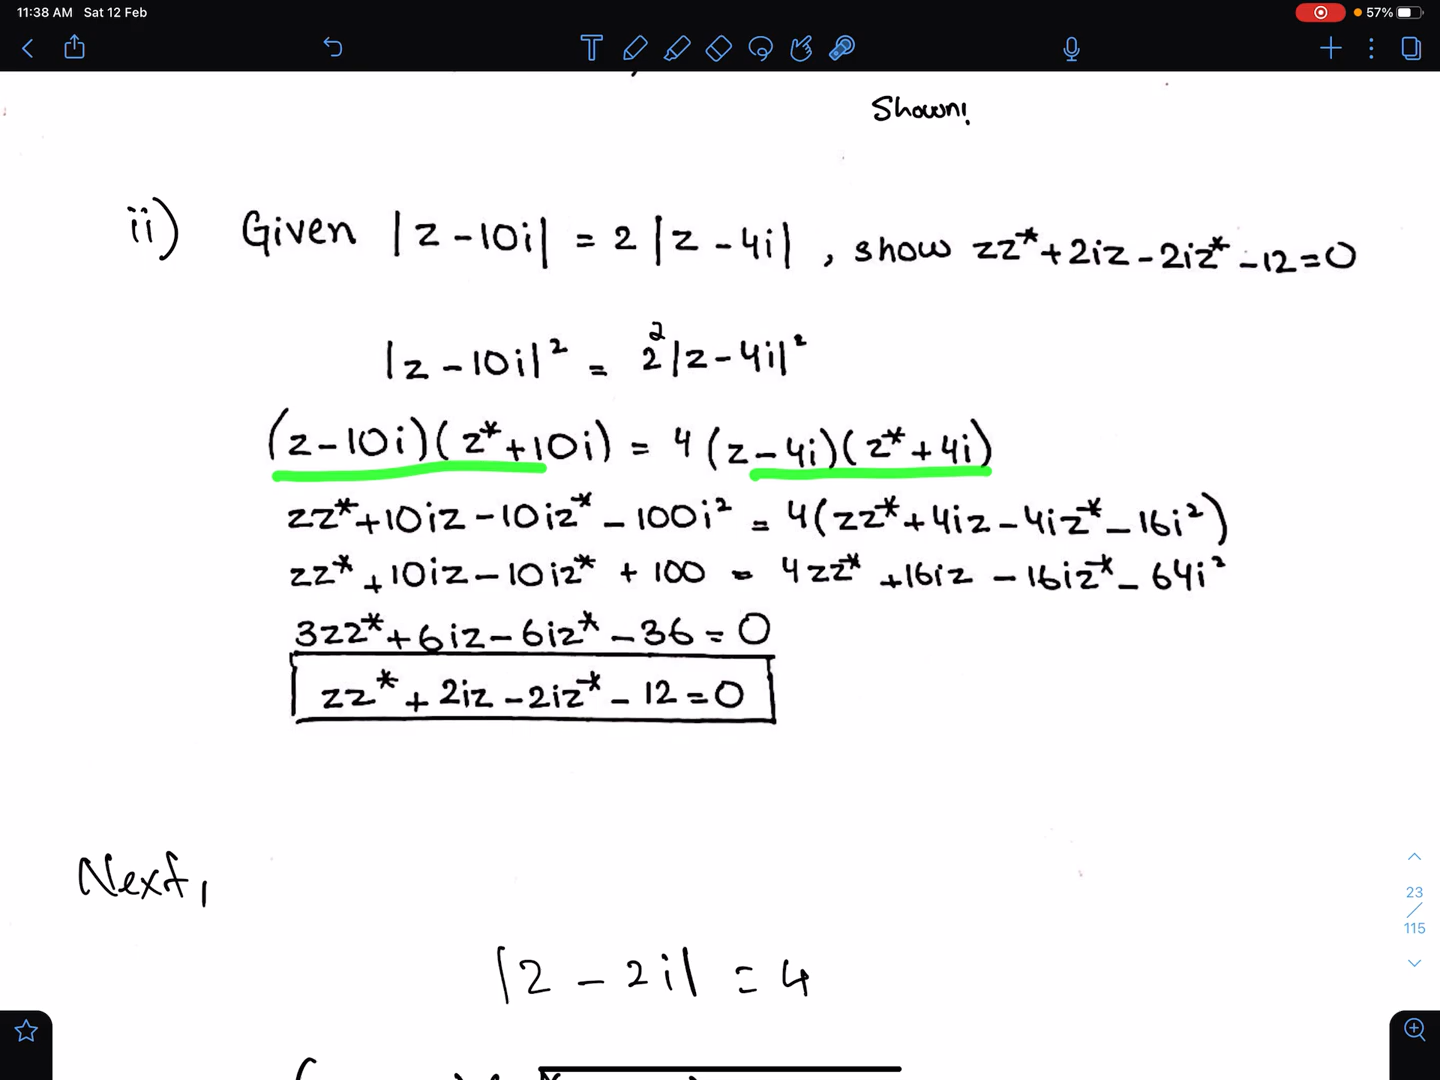 11:38 AM Sat 12 Feb
57%
Shown!
ii) Given |z - 10i| = 2 |z - 4i| , show zz* + 2iz - 2iz* - 12 = 0
|z - 10i|² = 2²|z - 4i|²
(z - 10i)(z* + 10i) = 4 (z - 4i)(z* + 4i)
zz* + 10iz - 10iz* - 100i² = 4(zz* + 4iz - 4iz* - 16i²)
zz* + 10iz - 10iz* + 100 = 4zz* + 16iz - 16iz* - 64i²
3zz* + 6iz - 6iz* - 36 = 0
zz* + 2iz - 2iz* - 12 = 0
Next,
23
/
115
|z - 2i| = 4